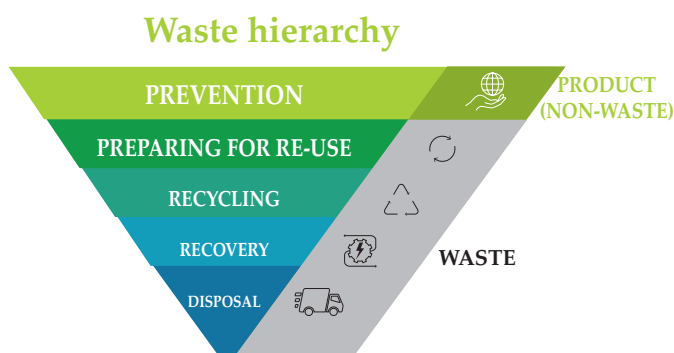 Waste hierarchy
PREVENTION
PRODUCT
(NON-WASTE)
PREPARING FOR RE-USE
RECYCLING
RECOVERY
WASTE
DISPOSAL